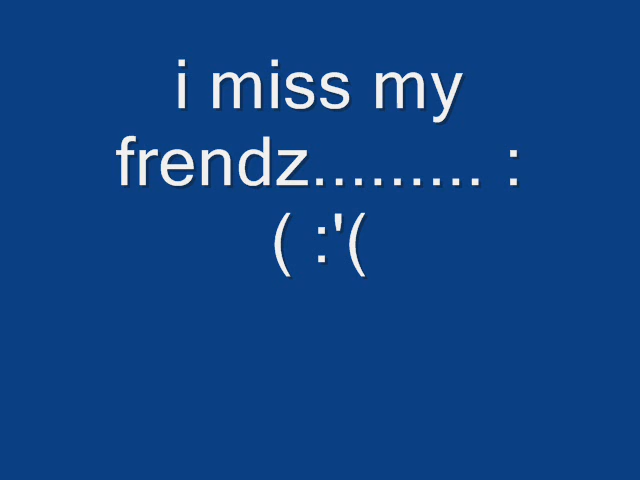 i miss my
frendz......... :
( :'(